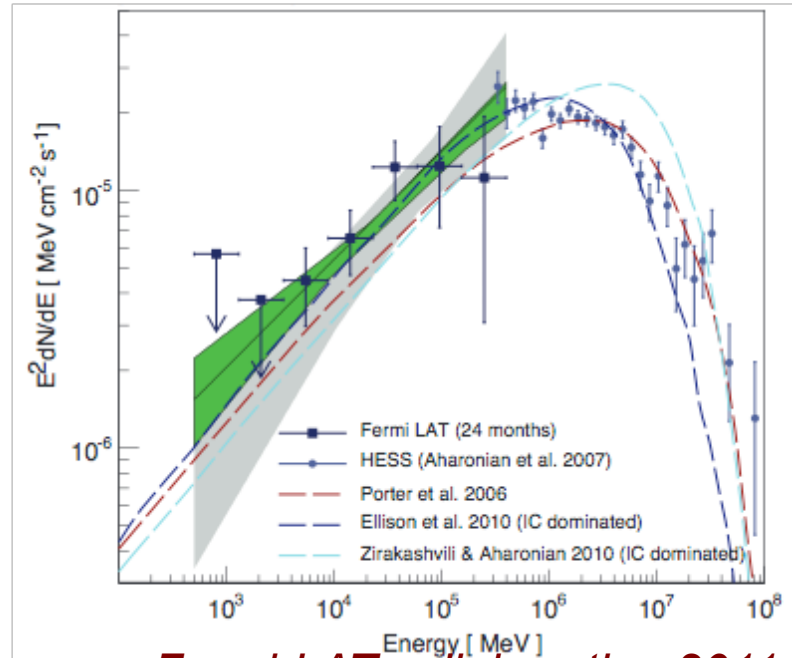 E²dN/dE [ MeV cm⁻² s⁻¹]
10⁻⁵
10⁻⁶
Fermi LAT (24 months)
HESS (Aharonian et al. 2007)
Porter et al. 2006
Ellison et al. 2010 (IC dominated)
Zirakashvili & Aharonian 2010 (IC dominated)
10³ 10⁴ 10⁵ 10⁶ 10⁷ 10⁸
Energy [ MeV ]